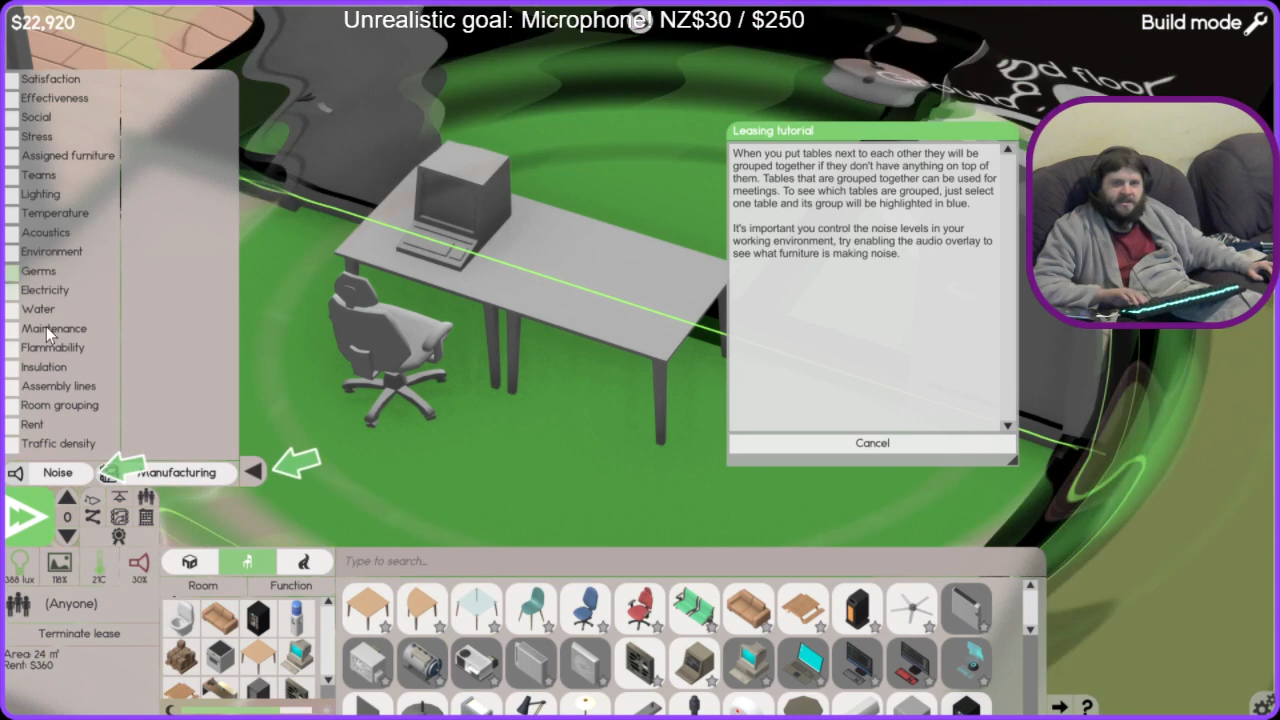 $22,920
Unrealistic goal: Microphone! NZ$30 / $250
Build mode
Satisfaction
Effectiveness
Social
Stress
Assigned furniture
Teams
Lighting
Temperature
Acoustics
Environment
Germs
Electricity
Water
Maintenance
Flammability
Insulation
Assembly lines
Room grouping
Rent
Traffic density
Noise
Manufacturing
Leasing tutorial
When you put tables next to each other they will be
grouped together if they don't have anything on top of
them. Tables that are grouped together can be used for
meetings. To see which tables are grouped, just select
one table and its group will be highlighted in blue.
It's important you control the noise levels in your
working environment, try enabling the audio overlay to
see what furniture is making noise.
Cancel
0
388 lux
118%
21C
30%
(Anyone)
Terminate lease
Area: 24 m²
Rent: $360
Room
Function
Type to search...
?